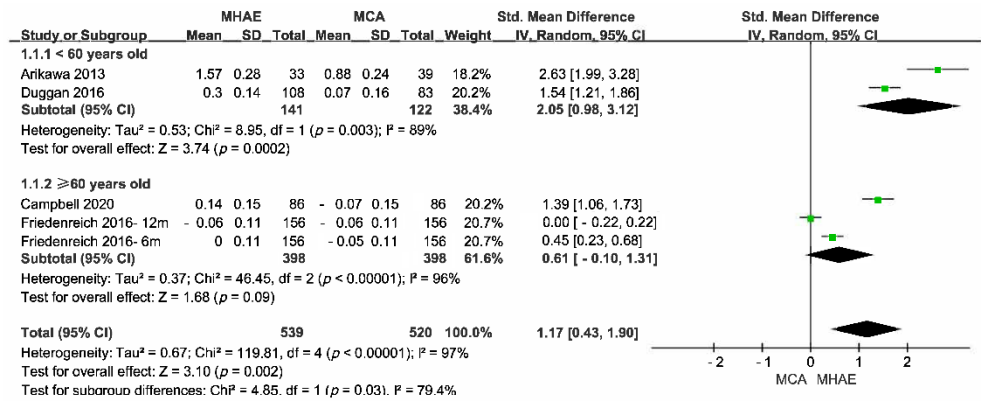 MHAE MCA Std. Mean Difference Std. Mean Difference
Study or Subgroup Mean SD Total Mean SD Total Weight IV, Random, 95% CI IV, Random, 95% CI
1.1.1 < 60 years old
Arikawa 2013 1.57 0.28 33 0.88 0.24 39 18.2% 2.63 [1.99, 3.28]
Duggan 2016 0.3 0.14 108 0.07 0.16 83 20.2% 1.54 [1.21, 1.86]
Subtotal (95% CI) 141 122 38.4% 2.05 [0.98, 3.12]
Heterogeneity: Tau² = 0.53; Chi² = 8.95, df = 1 (p = 0.003); I² = 89%
Test for overall effect: Z = 3.74 (p = 0.0002)
1.1.2 ≥60 years old
Campbell 2020 0.14 0.15 86 - 0.07 0.15 86 20.2% 1.39 [1.06, 1.73]
Friedenreich 2016- 12m - 0.06 0.11 156 - 0.06 0.11 156 20.7% 0.00 [ - 0.22, 0.22]
Friedenreich 2016- 6m 0 0.11 156 - 0.05 0.11 156 20.7% 0.45 [0.23, 0.68]
Subtotal (95% CI) 398 398 61.6% 0.61 [ - 0.10, 1.31]
Heterogeneity: Tau² = 0.37; Chi² = 46.45, df = 2 (p < 0.00001); I² = 96%
Test for overall effect: Z = 1.68 (p = 0.09)
Total (95% CI) 539 520 100.0% 1.17 [0.43, 1.90]
Heterogeneity: Tau² = 0.67; Chi² = 119.81, df = 4 (p < 0.00001); I² = 97%
Test for overall effect: Z = 3.10 (p = 0.002)
Test for subgroup differences: Chi² = 4.85, df = 1 (p = 0.03), I² = 79.4%
- 2 - 1 0 1 2
MCA MHAE